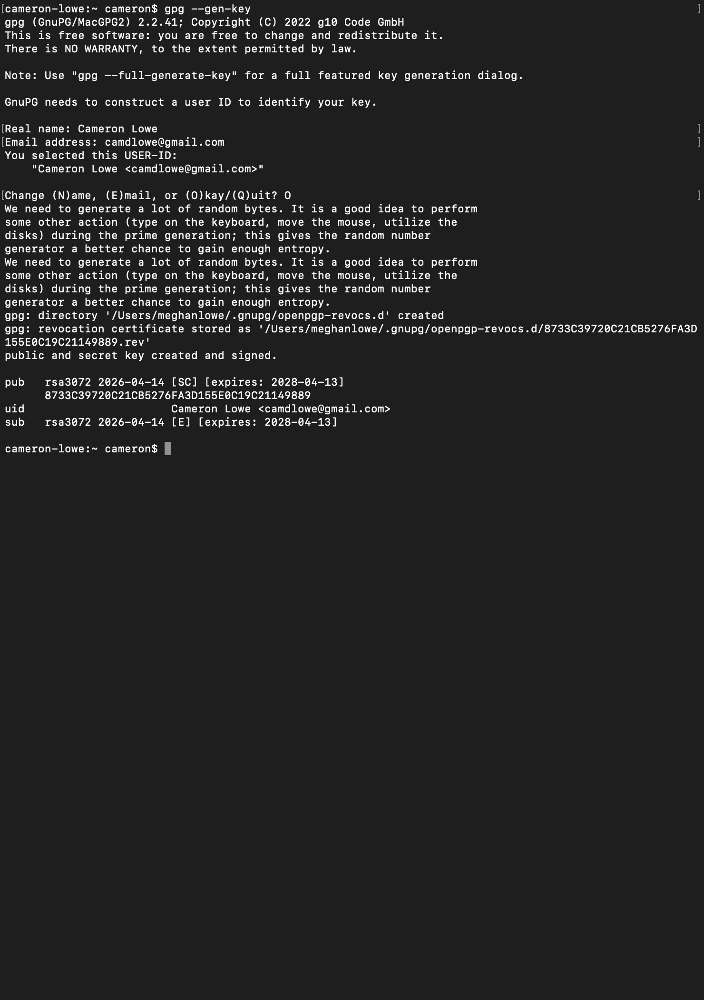 [cameron-lowe:~ cameron$ gpg --gen-key ]
gpg (GnuPG/MacGPG2) 2.2.41; Copyright (C) 2022 g10 Code GmbH
This is free software: you are free to change and redistribute it.
There is NO WARRANTY, to the extent permitted by law.

Note: Use "gpg --full-generate-key" for a full featured key generation dialog.

GnuPG needs to construct a user ID to identify your key.

[Real name: Cameron Lowe ]
[Email address: camdlowe@gmail.com ]
You selected this USER-ID:
    "Cameron Lowe <camdlowe@gmail.com>"

[Change (N)ame, (E)mail, or (O)kay/(Q)uit? O ]
We need to generate a lot of random bytes. It is a good idea to perform
some other action (type on the keyboard, move the mouse, utilize the
disks) during the prime generation; this gives the random number
generator a better chance to gain enough entropy.
We need to generate a lot of random bytes. It is a good idea to perform
some other action (type on the keyboard, move the mouse, utilize the
disks) during the prime generation; this gives the random number
generator a better chance to gain enough entropy.
gpg: directory '/Users/meghanlowe/.gnupg/openpgp-revocs.d' created
gpg: revocation certificate stored as '/Users/meghanlowe/.gnupg/openpgp-revocs.d/8733C39720C21CB5276FA3D
155E0C19C21149889.rev'
public and secret key created and signed.

pub   rsa3072 2026-04-14 [SC] [expires: 2028-04-13]
      8733C39720C21CB5276FA3D155E0C19C21149889
uid                      Cameron Lowe <camdlowe@gmail.com>
sub   rsa3072 2026-04-14 [E] [expires: 2028-04-13]

cameron-lowe:~ cameron$